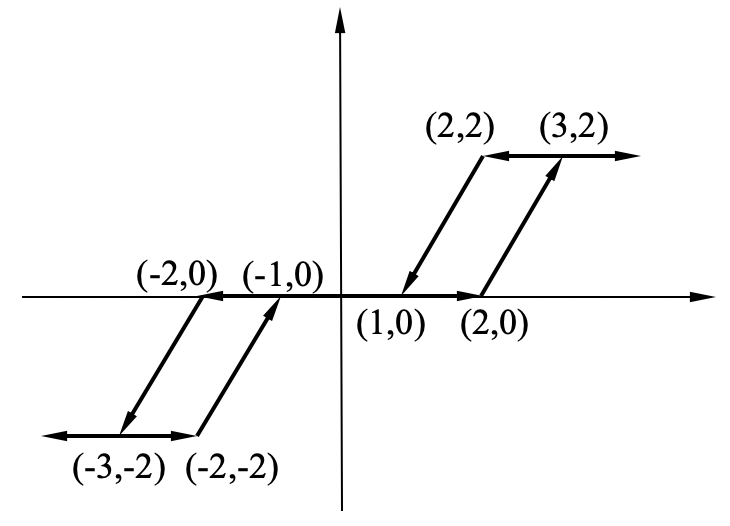 (2,2) (3,2)
(-2,0) (-1,0)
(1,0) (2,0)
(-3,-2) (-2,-2)